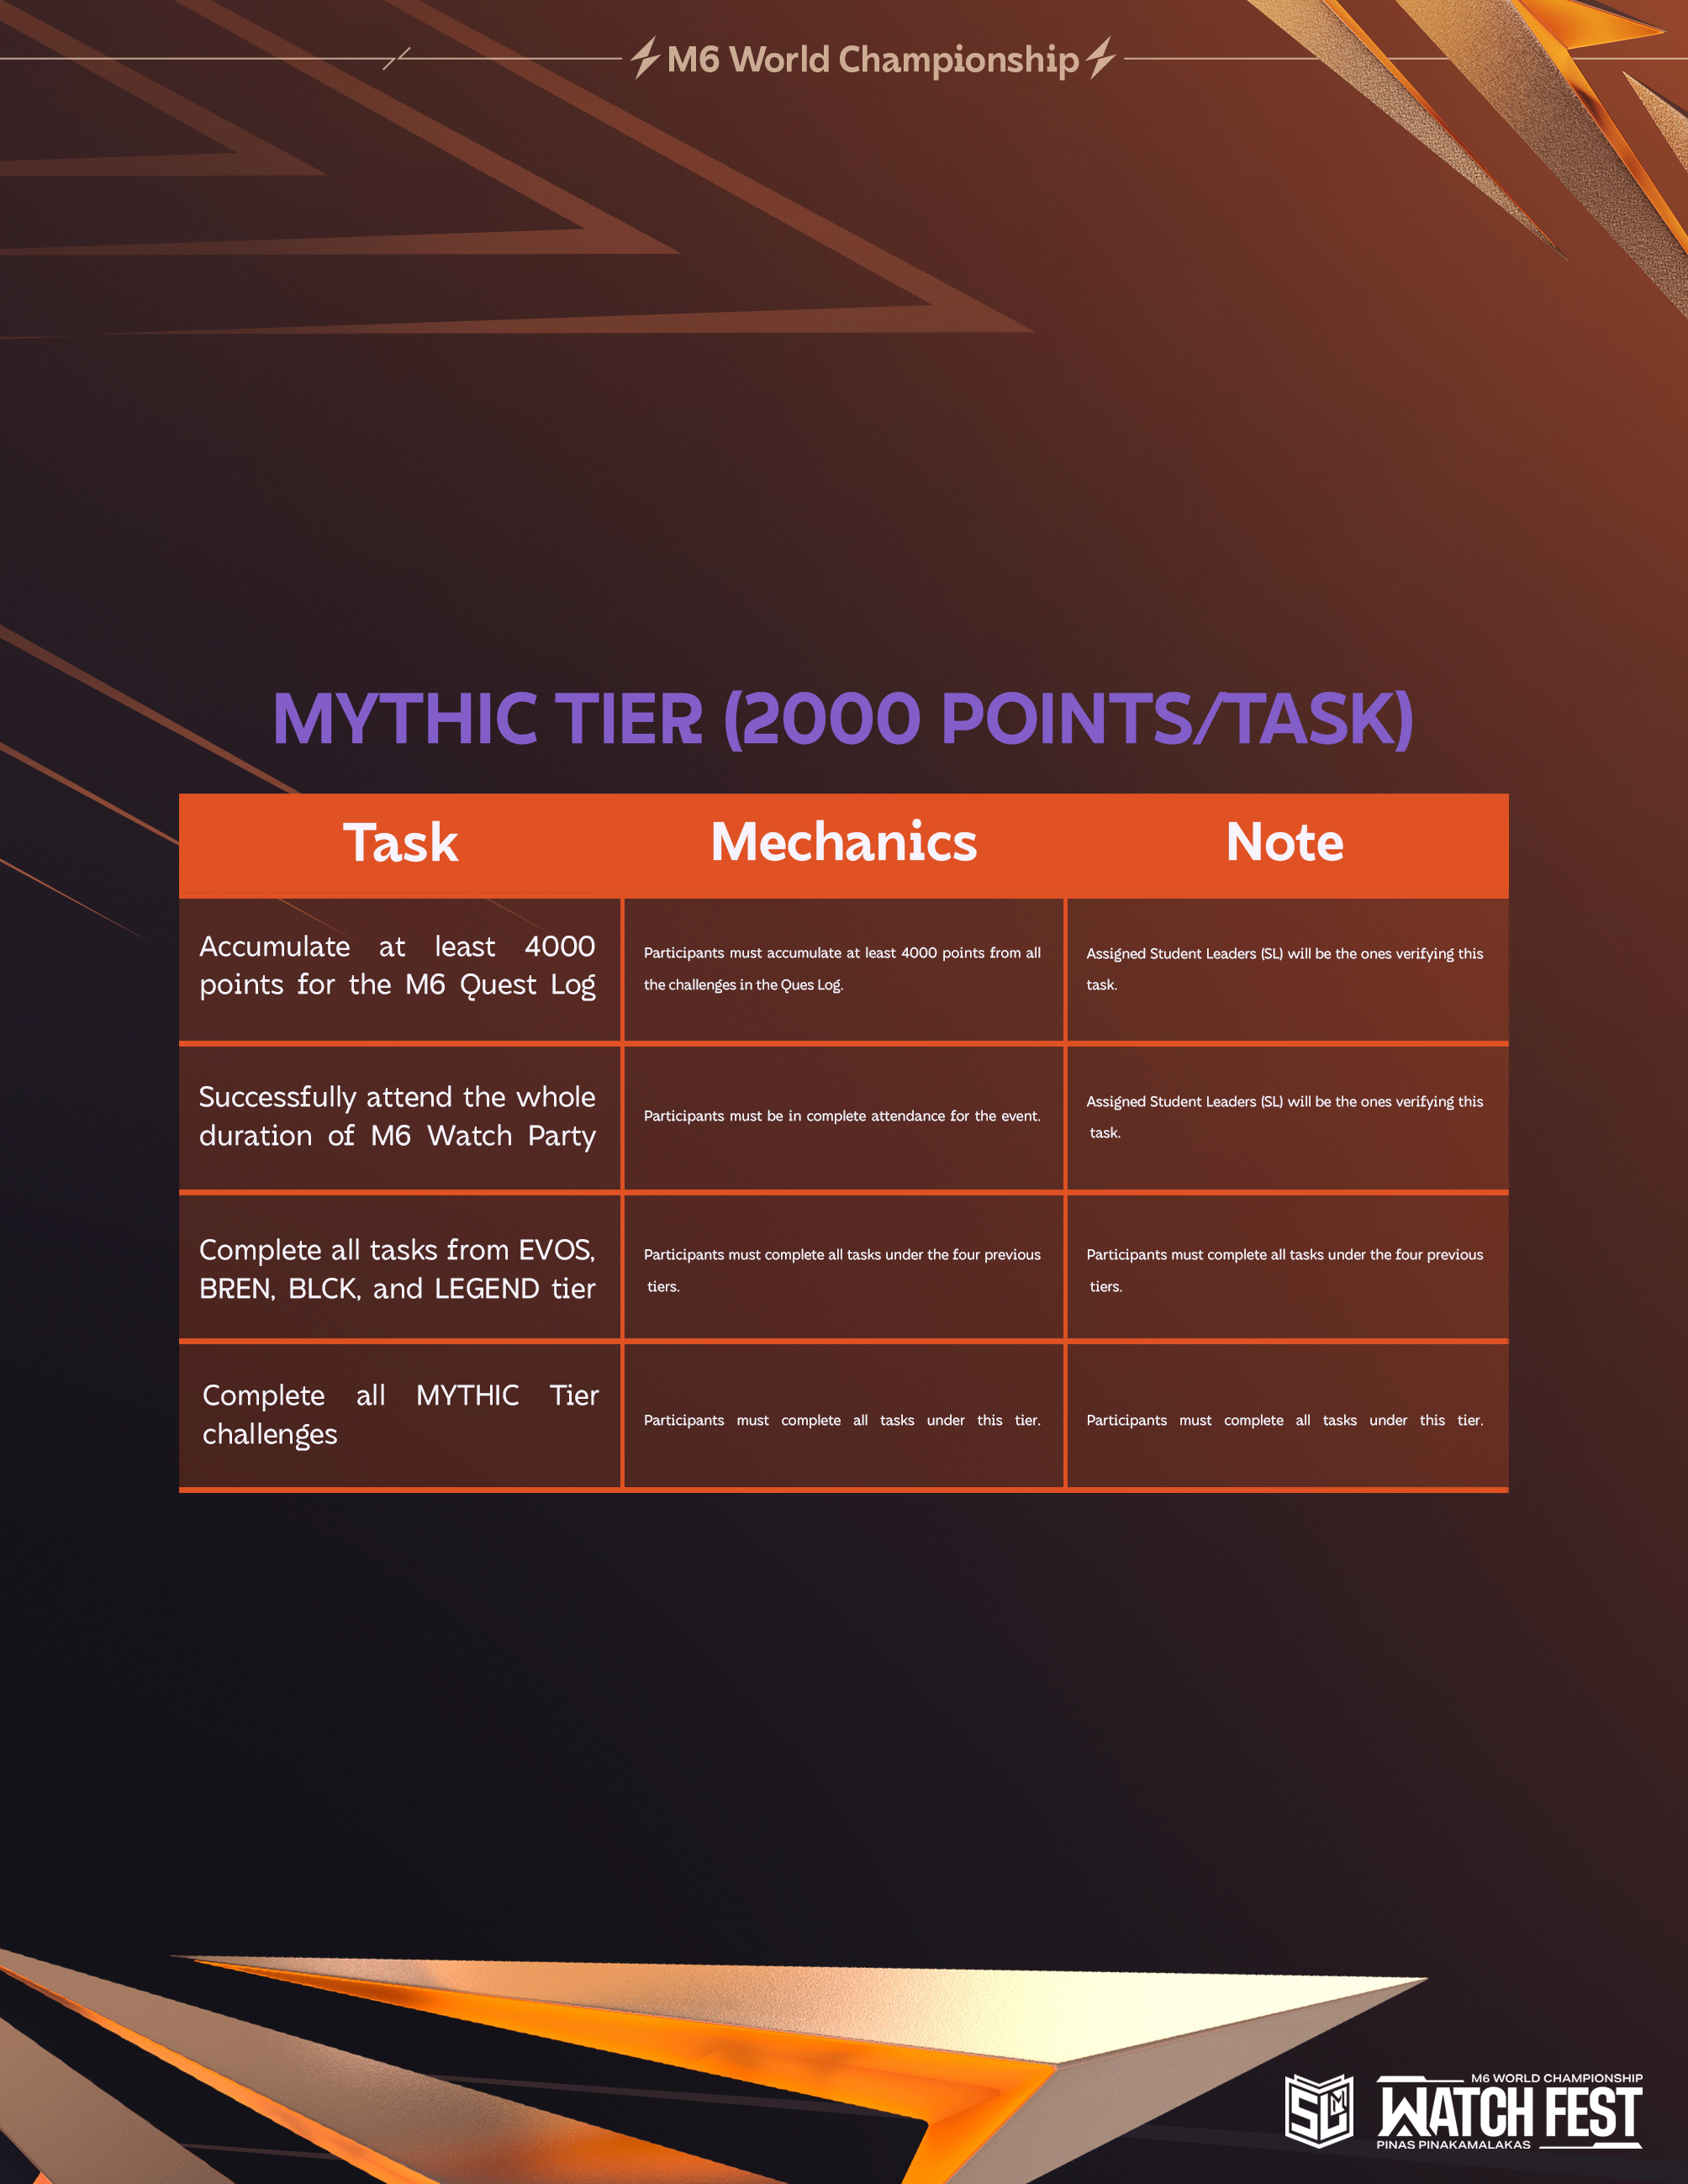 M6 World Championship
MYTHIC TIER (2000 POINTS/TASK)
Task
Mechanics
Note
Accumulate at least 4000
points for the M6 Quest Log
Participants must accumulate at least 4000 points from all
the challenges in the Ques Log.
Assigned Student Leaders (SL) will be the ones verifying this
task.
Successfully attend the whole
duration of M6 Watch Party
Participants must be in complete attendance for the event.
Assigned Student Leaders (SL) will be the ones verifying this
task.
Complete all tasks from EVOS,
BREN, BLCK, and LEGEND tier
Participants must complete all tasks under the four previous
tiers.
Participants must complete all tasks under the four previous
tiers.
Complete all MYTHIC Tier
challenges
Participants must complete all tasks under this tier.
Participants must complete all tasks under this tier.
SL
M
M6 WORLD CHAMPIONSHIP
WATCH FEST
PINAS PINAKAMALAKAS